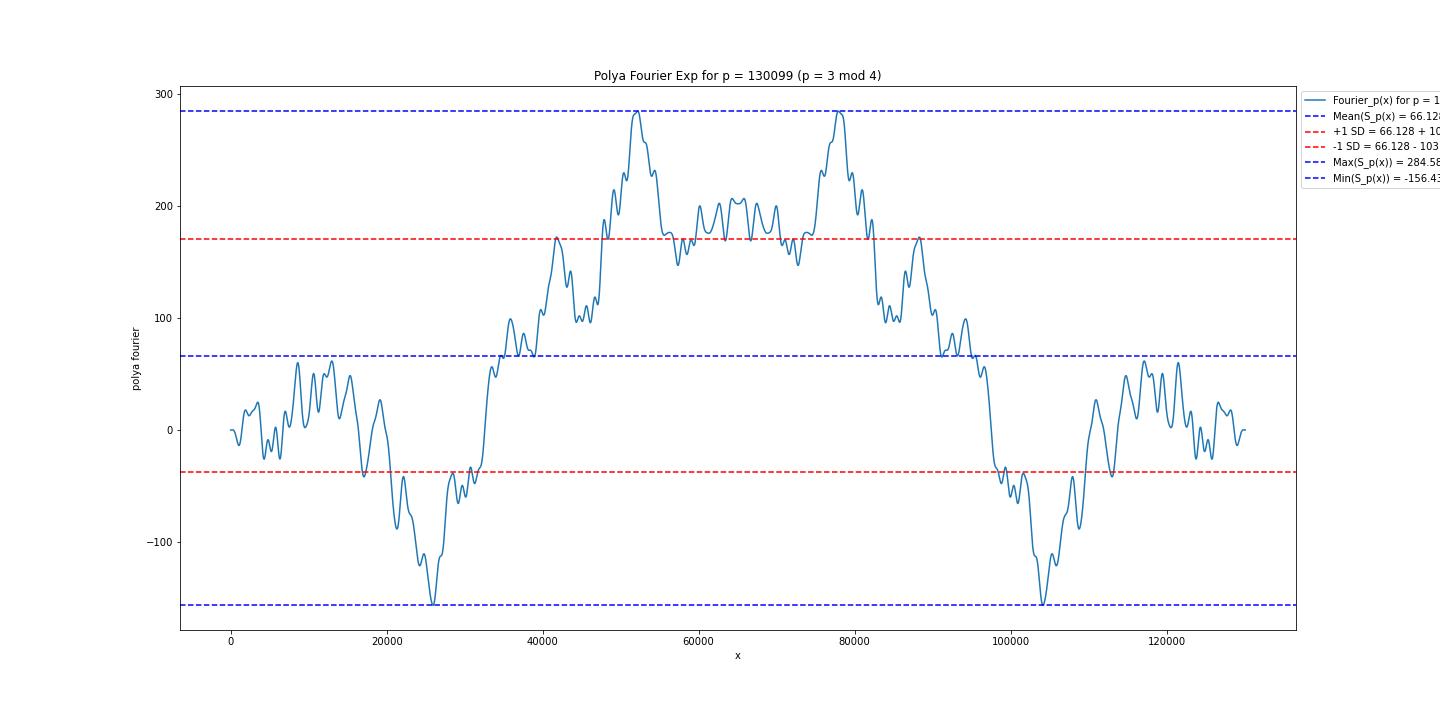 Polya Fourier Exp for p = 130099 (p = 3 mod 4)
300
200
100
0
−100
polya fourier
0
20000
40000
60000
80000
100000
120000
x
Fourier_p(x) for p = 1
Mean(S_p(x) = 66.128
+1 SD = 66.128 + 10
-1 SD = 66.128 - 103
Max(S_p(x)) = 284.58
Min(S_p(x)) = -156.43